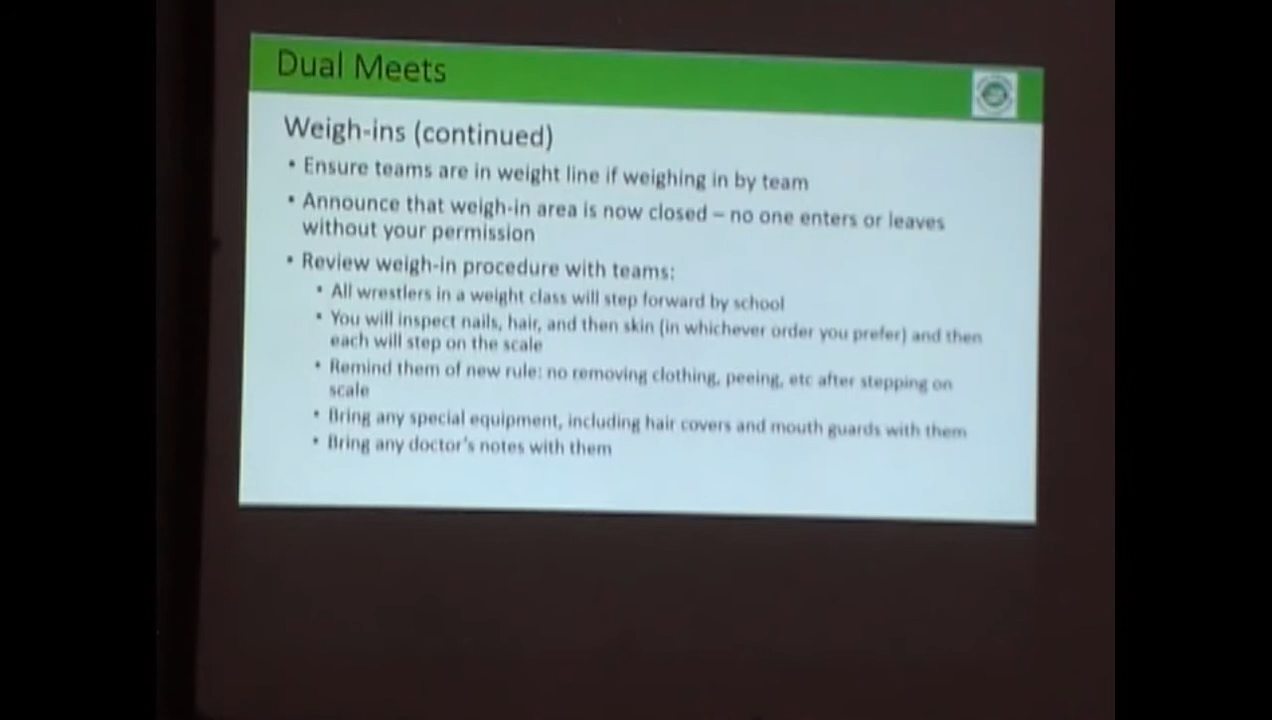 Dual Meets
Weigh-ins (continued)
• Ensure teams are in weight line if weighing in by team
• Announce that weigh-in area is now closed – no one enters or leaves
without your permission
• Review weigh-in procedure with teams:
• All wrestlers in a weight class will step forward by school
• You will inspect nails, hair, and then skin (in whichever order you prefer) and then
each will step on the scale
• Remind them of new rule: no removing clothing, peeing, etc after stepping on
scale
• Bring any special equipment, including hair covers and mouth guards with them
• Bring any doctor's notes with them